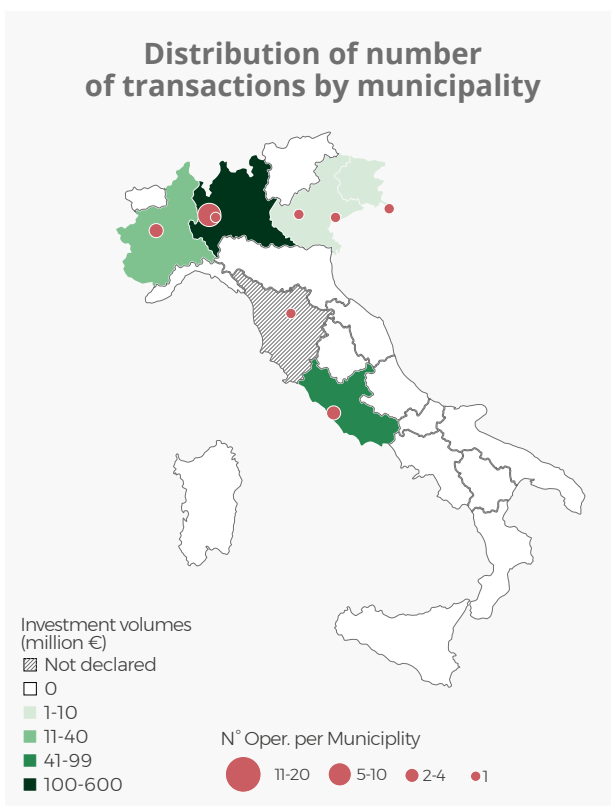 Distribution of number
of transactions by municipality
Investment volumes
(million €)
Not declared
0
1-10
11-40
41-99
100-600
N° Oper. per Municiplity
11-20
5-10
2-4
1